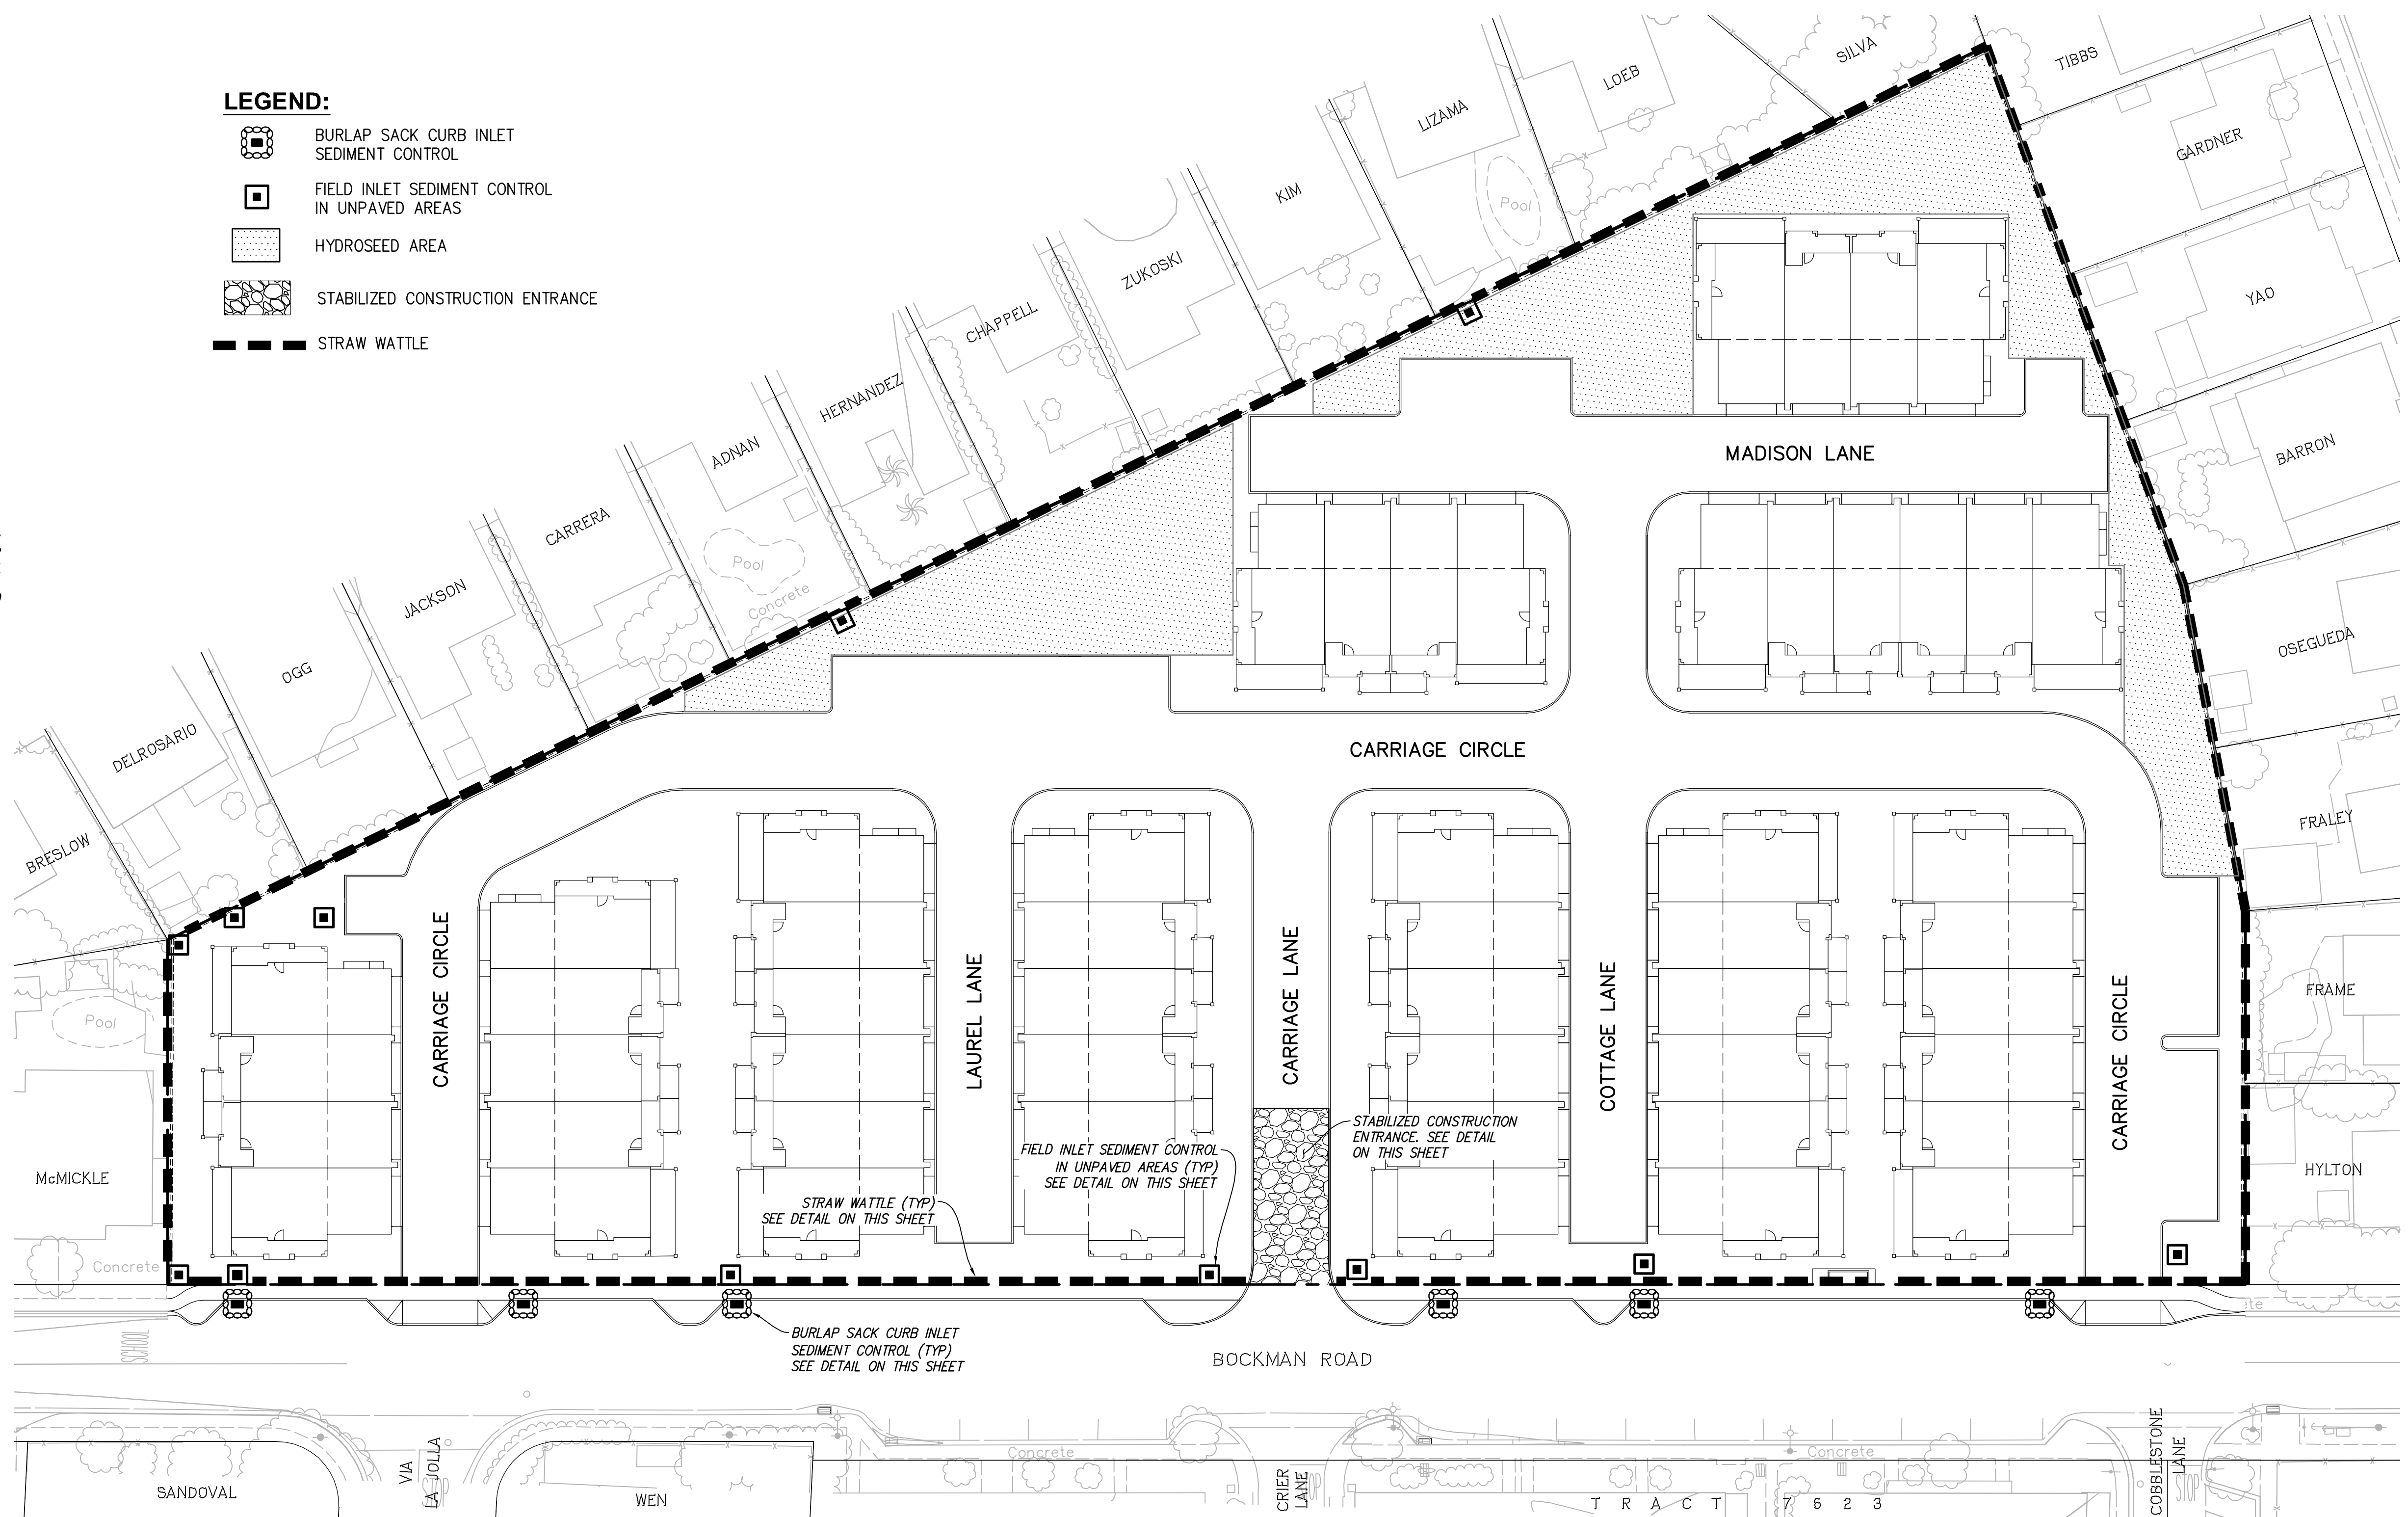 LEGEND:
BURLAP SACK CURB INLET
SEDIMENT CONTROL
FIELD INLET SEDIMENT CONTROL
IN UNPAVED AREAS
HYDROSEED AREA
STABILIZED CONSTRUCTION ENTRANCE
STRAW WATTLE
SILVA
TIBBS
LOEB
LIZAMA
GARDNER
KIM
Pool
ZUKOSKI
YAO
CHAPPELL
HERNANDEZ
ADNAN
MADISON LANE
BARRON
CARRERA
Pool
JACKSON
Concrete
OSEGUEDA
OGG
DELROSARIO
CARRIAGE CIRCLE
FRALEY
BRESLOW
CARRIAGE CIRCLE
LAUREL LANE
CARRIAGE LANE
COTTAGE LANE
CARRIAGE CIRCLE
FRAME
Pool
McMICKLE
HYLTON
STABILIZED CONSTRUCTION
ENTRANCE. SEE DETAIL
ON THIS SHEET
FIELD INLET SEDIMENT CONTROL
IN UNPAVED AREAS (TYP)
SEE DETAIL ON THIS SHEET
STRAW WATTLE (TYP)
SEE DETAIL ON THIS SHEET
Concrete
BURLAP SACK CURB INLET
SEDIMENT CONTROL (TYP)
SEE DETAIL ON THIS SHEET
SCHOOL
BOCKMAN ROAD
Concrete
Concrete
SANDOVAL
VIA
LA JOLLA
WEN
CRIER
LANE
TRACT 7623
COBBLESTONE
LANE